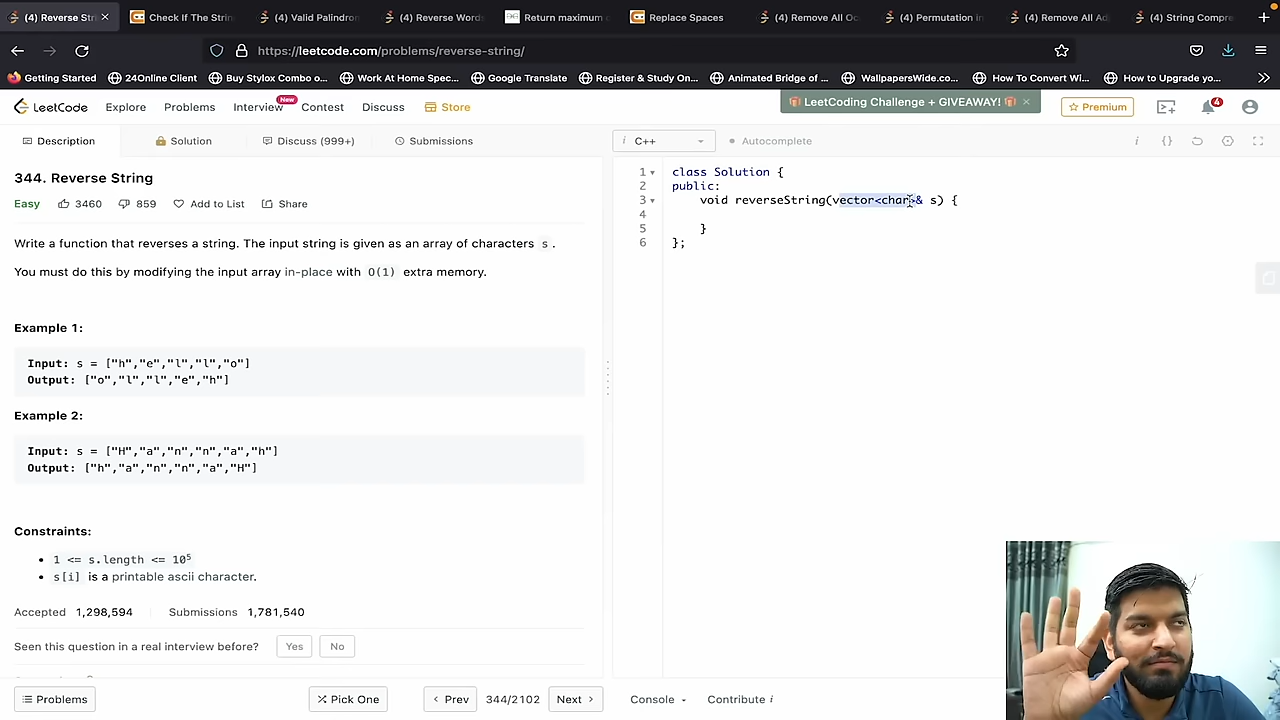 (4) Reverse Str
Check If The Strin
(4) Valid Palindrom
(4) Reverse Words
Return maximum
Replace Spaces
(4) Remove All Oc
(4) Permutation in
(4) Remove All Ad
(4) String Compre
https://leetcode.com/problems/reverse-string/
Getting Started
24Online Client
Buy Stylox Combo o...
Work At Home Spec...
Google Translate
Register & Study On...
Animated Bridge of ...
WallpapersWide.co...
How To Convert Wi...
How to Upgrade yo...
LeetCode Explore Problems Interview New Contest Discuss Store
LeetCoding Challenge + GIVEAWAY!
Premium
4
Description Solution Discuss (999+) Submissions
i C++ Autocomplete
344. Reverse String
Easy 3460 859 Add to List Share
Write a function that reverses a string. The input string is given as an array of characters s .
You must do this by modifying the input array in-place with O(1) extra memory.
Example 1:
Input: s = ["h","e","l","l","o"]
Output: ["o","l","l","e","h"]
Example 2:
Input: s = ["H","a","n","n","a","h"]
Output: ["h","a","n","n","a","H"]
Constraints:
• 1 <= s.length <= 10⁵
• s[i] is a printable ascii character.
Accepted 1,298,594 Submissions 1,781,540
Seen this question in a real interview before? Yes No
Problems Pick One Prev 344/2102 Next
1 class Solution {
2 public:
3 void reverseString(vector<char>& s) {
4
5 }
6 };
Console Contribute i